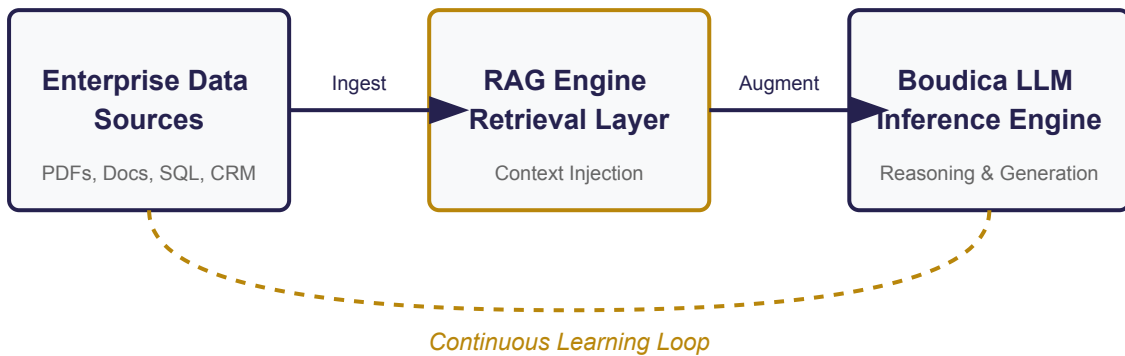 Enterprise Data
Sources
PDFs, Docs, SQL, CRM
Ingest
RAG Engine
Retrieval Layer
Context Injection
Augment
Boudica LLM
Inference Engine
Reasoning & Generation
Continuous Learning Loop